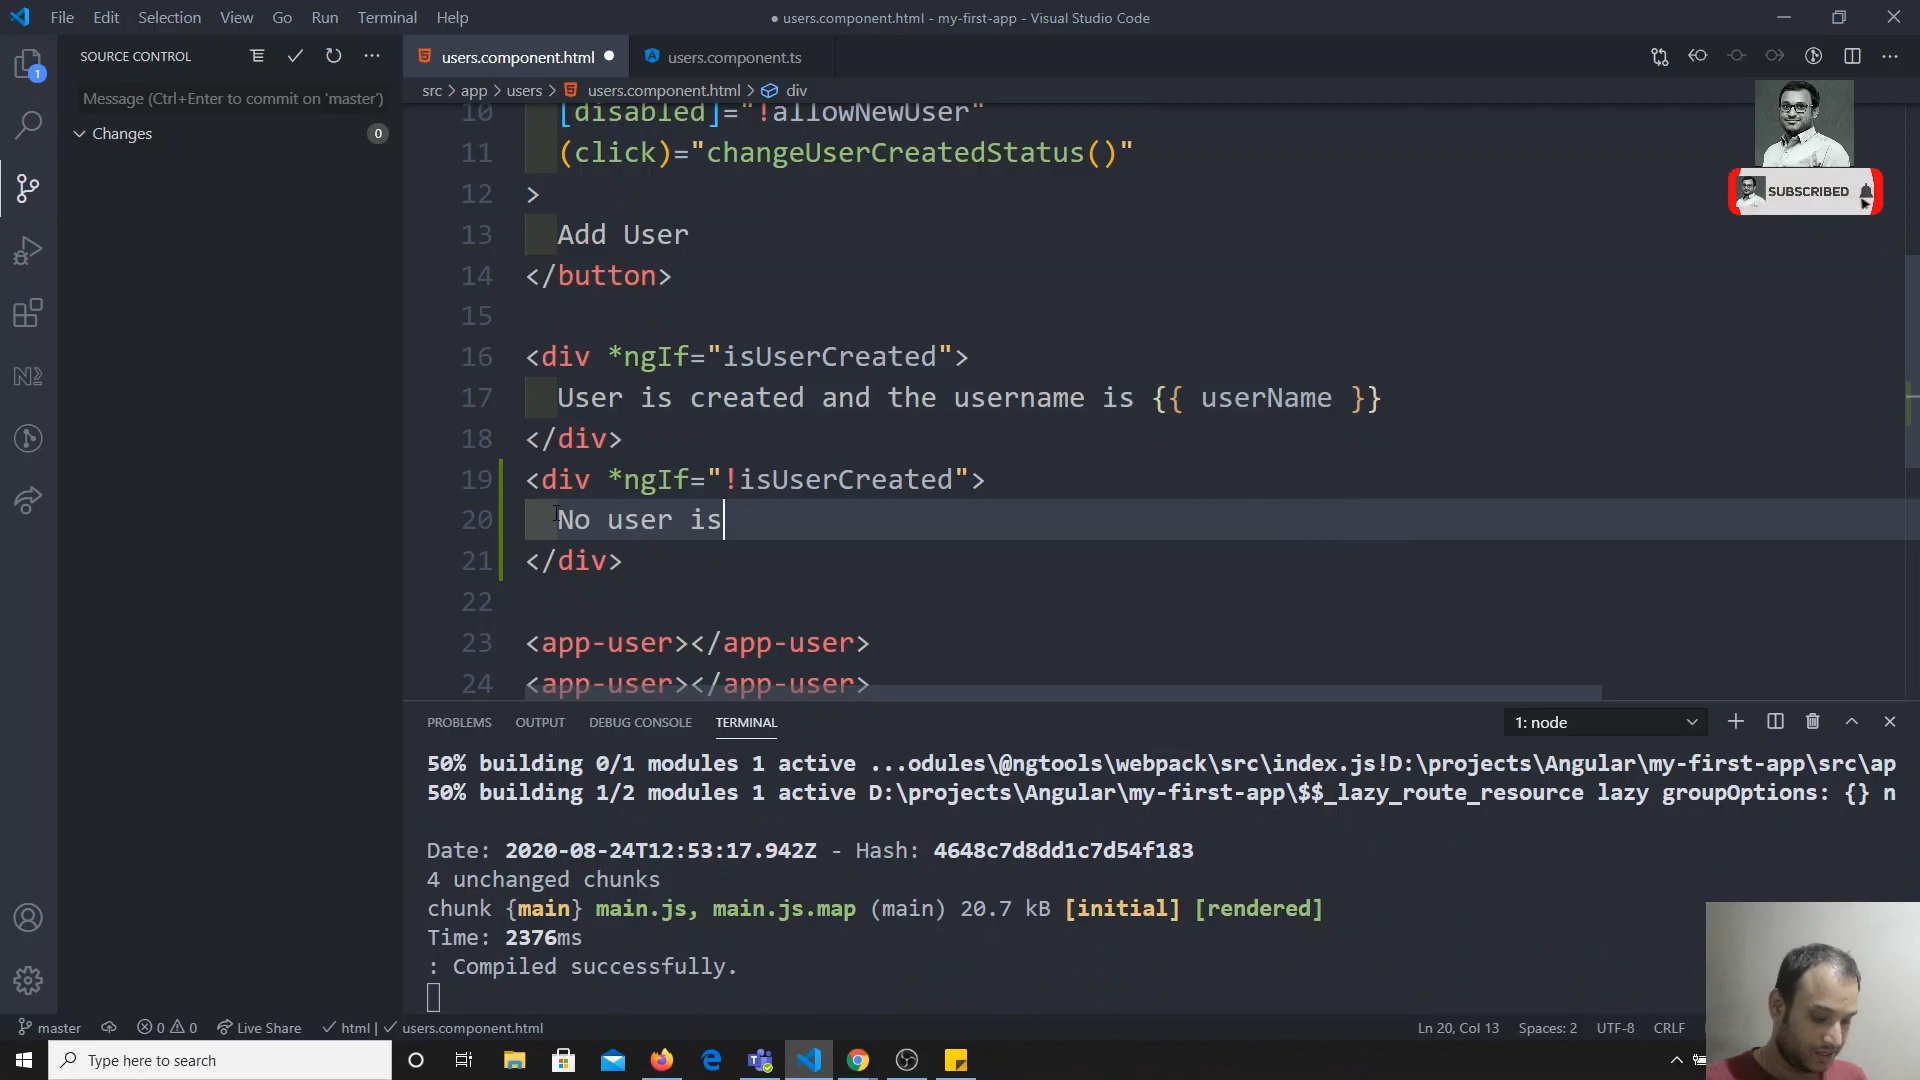 File Edit Selection View Go Run Terminal Help
● users.component.html - my-first-app - Visual Studio Code
SOURCE CONTROL
users.component.html
users.component.ts
1
src > app > users > users.component.html > div
Message (Ctrl+Enter to commit on 'master')
Changes 0
SUBSCRIBED
10 [disabled]="!allowNewUser"
11 (click)="changeUserCreatedStatus()"
12 >
13 Add User
14 </button>
15
16 <div *ngIf="isUserCreated">
17 User is created and the username is {{ userName }}
18 </div>
19 <div *ngIf="!isUserCreated">
20 No user is
21 </div>
22
23 <app-user></app-user>
24 <app-user></app-user>
PROBLEMS OUTPUT DEBUG CONSOLE TERMINAL
1: node
50% building 0/1 modules 1 active ...odules\@ngtools\webpack\src\index.js!D:\projects\Angular\my-first-app\src\ap
50% building 1/2 modules 1 active D:\projects\Angular\my-first-app\$$_lazy_route_resource lazy groupOptions: {} n
Date: 2020-08-24T12:53:17.942Z - Hash: 4648c7d8dd1c7d54f183
4 unchanged chunks
chunk {main} main.js, main.js.map (main) 20.7 kB [initial] [rendered]
Time: 2376ms
: Compiled successfully.
master 0 0 Live Share html | users.component.html
Ln 20, Col 13 Spaces: 2 UTF-8 CRLF
Type here to search